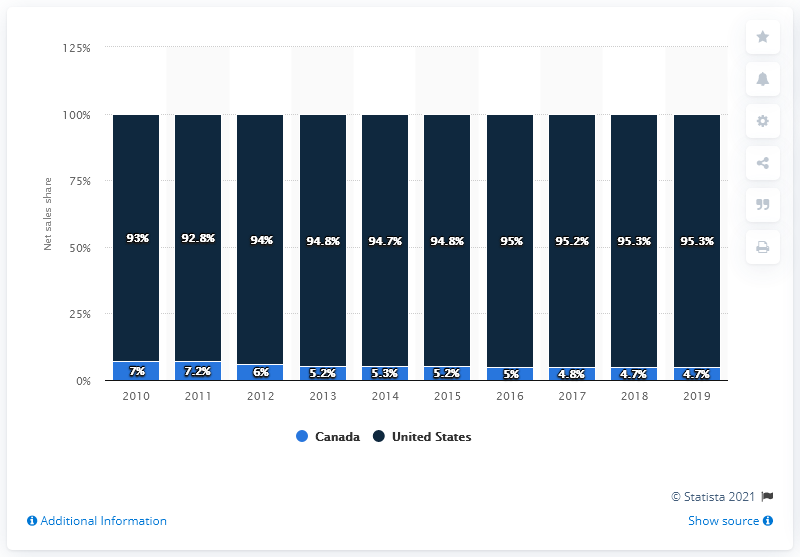 125%
100%
75%
50%
25%
0%
Net sales share
93% 92.8% 94% 94.8% 94.7% 94.8% 95% 95.2% 95.3% 95.3%
7% 7.2% 6% 5.2% 5.3% 5.2% 5% 4.8% 4.7% 4.7%
2010 2011 2012 2013 2014 2015 2016 2017 2018 2019
Canada United States
© Statista 2021
Additional Information Show source